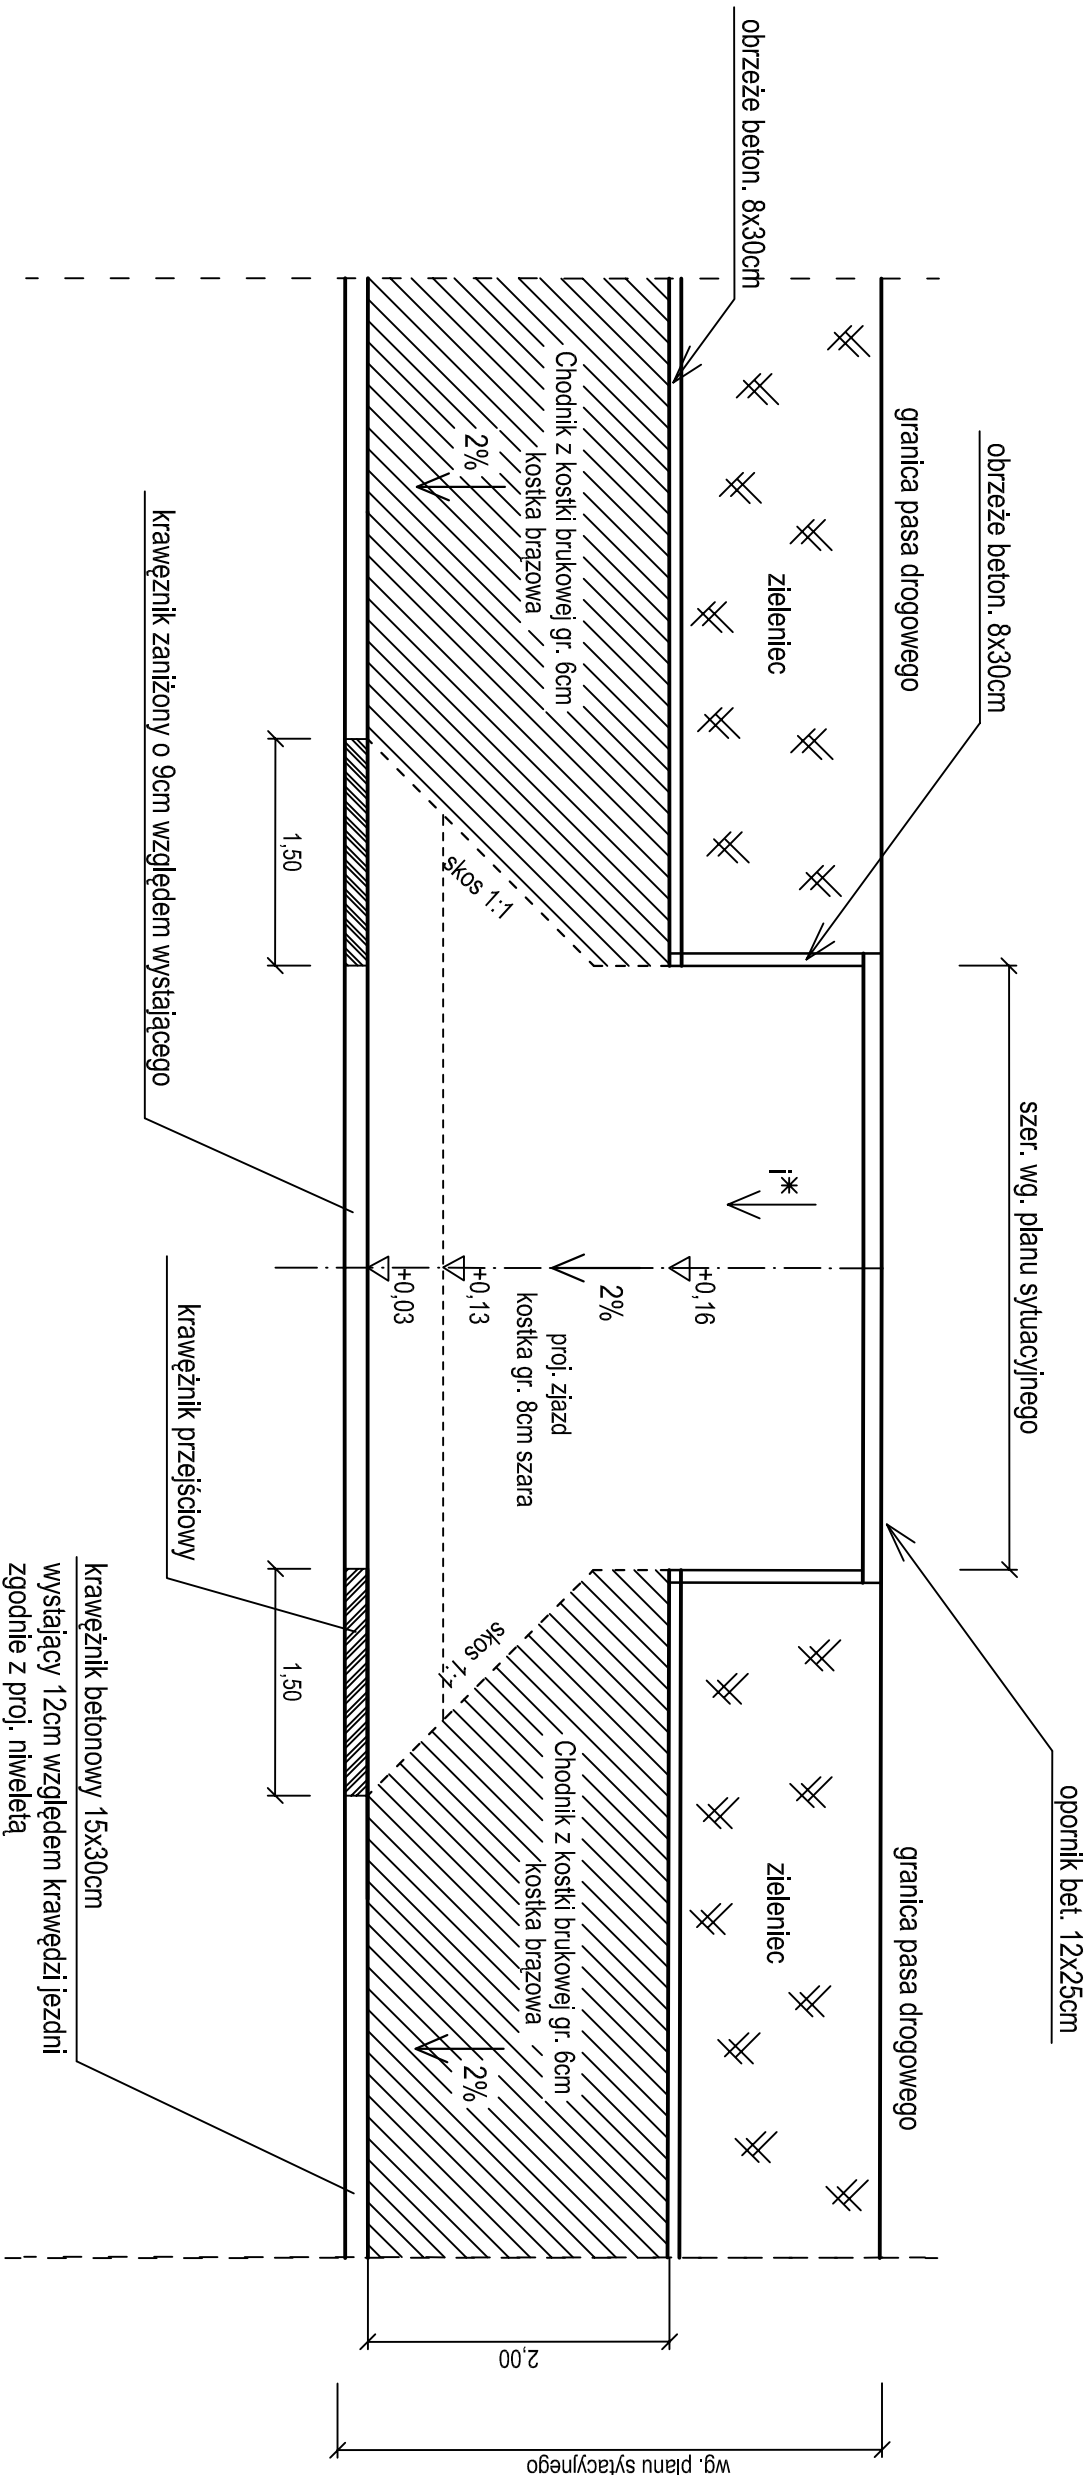 opornik bet. 12x25cm
szer. wg. planu sytuacyjnego
obrzeże beton. 8x30cm
granica pasa drogowego
granica pasa drogowego
obrzeże beton. 8x30cm
zieleniec
zieleniec
i*
+0,16
2%
proj. zjazd
kostka gr. 8cm szara
+0,13
+0,03
Chodnik z kostki brukowej gr. 6cm
kostka brązowa
2%
skos 1:1
skos 1:1
Chodnik z kostki brukowej gr. 6cm
kostka brązowa
2%
1,50
1,50
2,00
wg. planu sytacyjnego
krawęznik zaniżony o 9cm względem wystającego
krawężnik przejściowy
krawężnik betonowy 15x30cm
wystający 12cm względem krawędzi jezdni
zgodnie z proj. niweletą